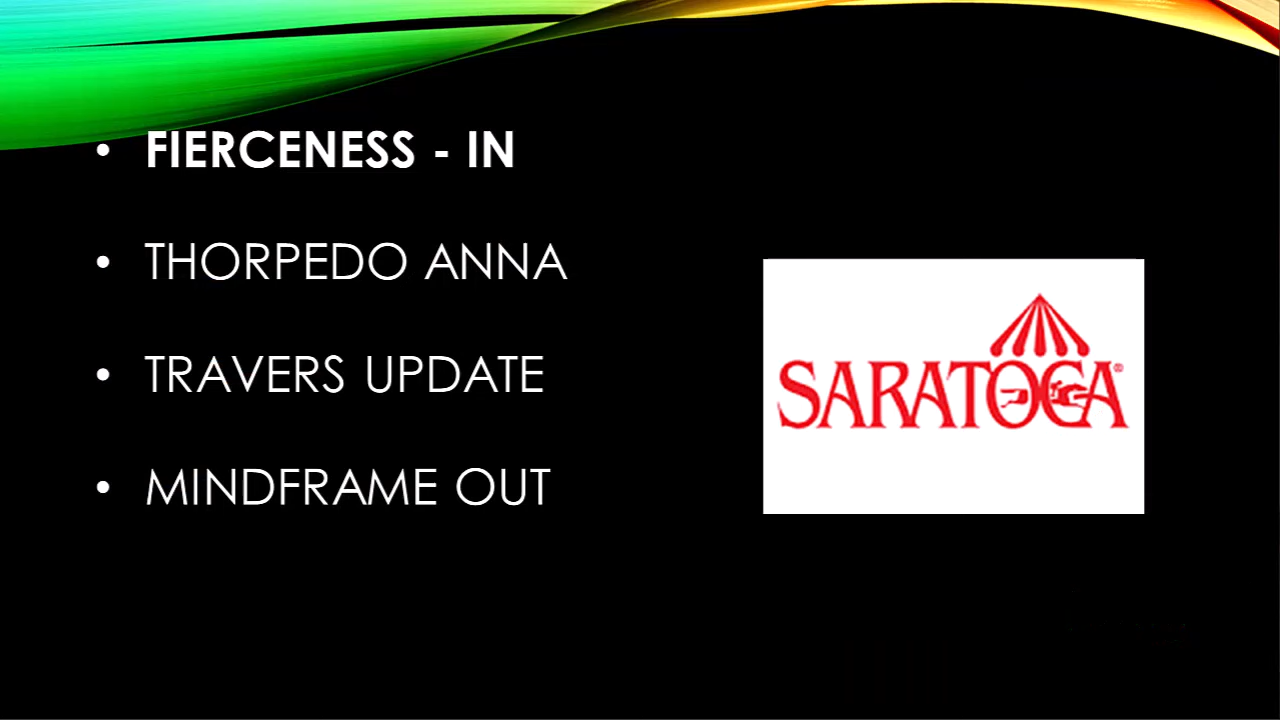 • FIERCENESS - IN
• THORPEDO ANNA
• TRAVERS UPDATE
• MINDFRAME OUT
SARATOGA®